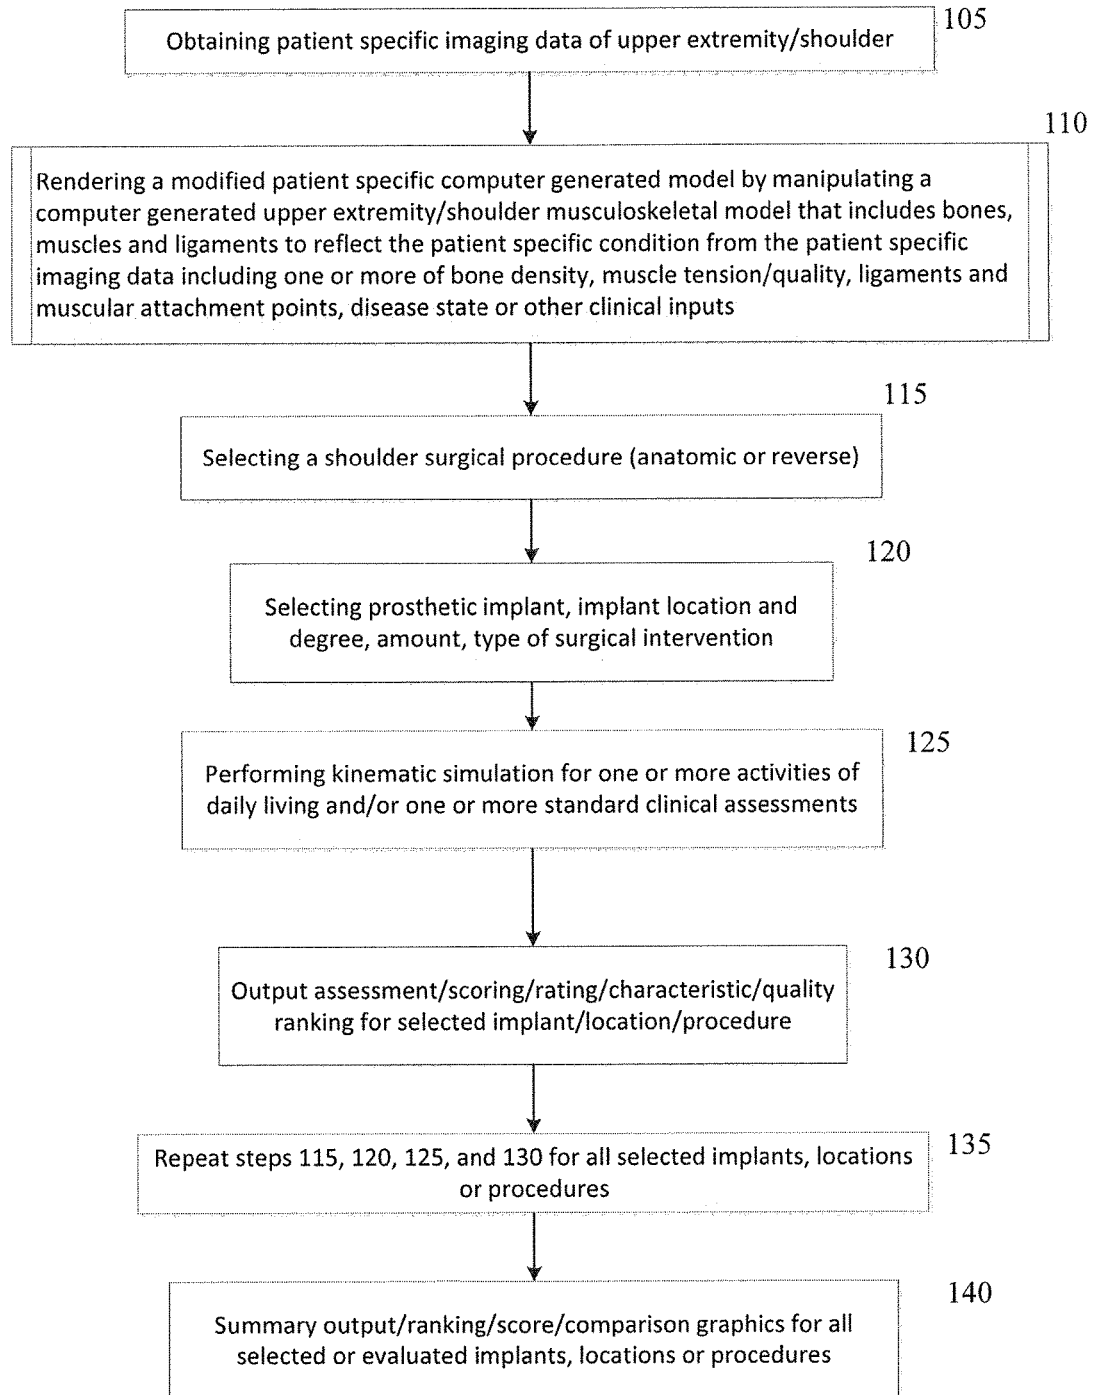 105
Obtaining patient specific imaging data of upper extremity/shoulder
110
Rendering a modified patient specific computer generated model by manipulating a
computer generated upper extremity/shoulder musculoskeletal model that includes bones,
muscles and ligaments to reflect the patient specific condition from the patient specific
imaging data including one or more of bone density, muscle tension/quality, ligaments and
muscular attachment points, disease state or other clinical inputs
115
Selecting a shoulder surgical procedure (anatomic or reverse)
120
Selecting prosthetic implant, implant location and
degree, amount, type of surgical intervention
125
Performing kinematic simulation for one or more activities of
daily living and/or one or more standard clinical assessments
130
Output assessment/scoring/rating/characteristic/quality
ranking for selected implant/location/procedure
135
Repeat steps 115, 120, 125, and 130 for all selected implants, locations
or procedures
140
Summary output/ranking/score/comparison graphics for all
selected or evaluated implants, locations or procedures